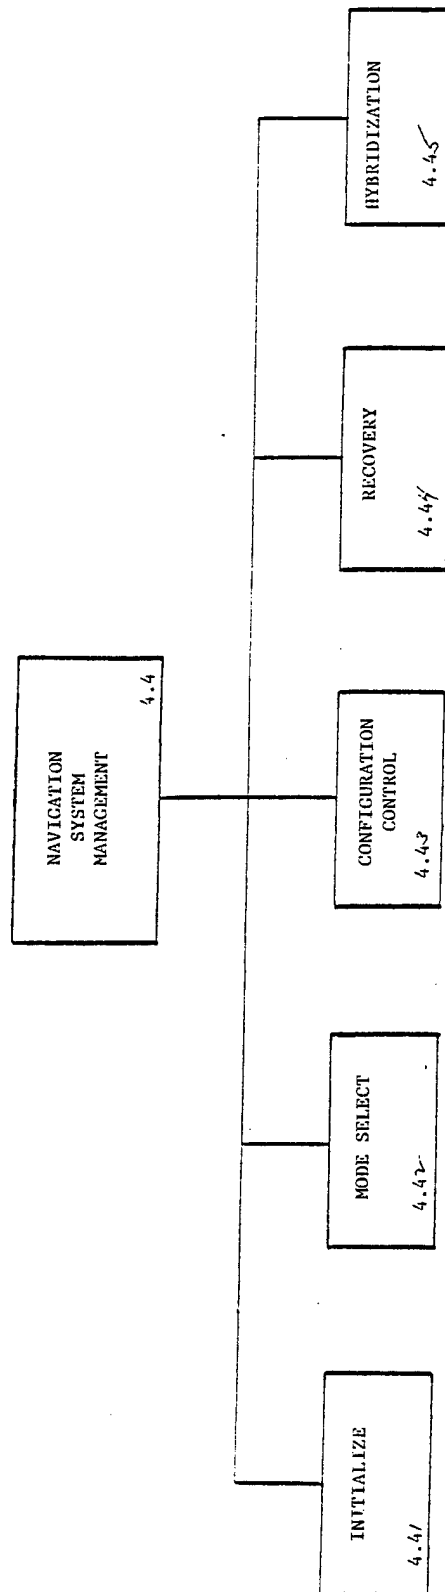 NAVIGATION
SYSTEM
MANAGEMENT
4.4
INITIALIZE
4.41
MODE SELECT
4.42
CONFIGURATION
CONTROL
4.43
RECOVERY
4.44
HYBRIDIZATION
4.45